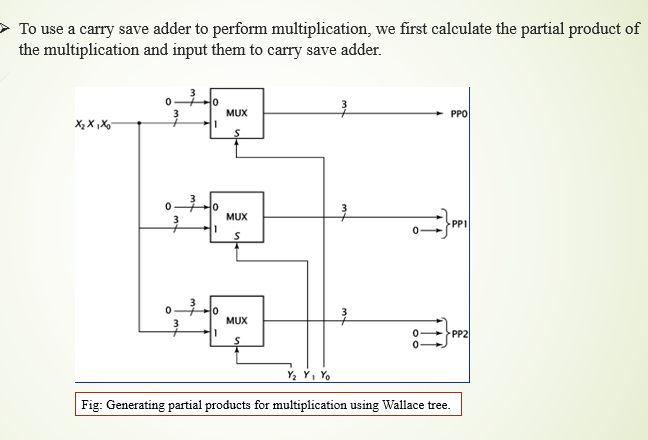 To use a carry save adder to perform multiplication, we first calculate the partial product of
the multiplication and input them to carry save adder.
0 3 0
3 MUX 3 PP0
X₂ X₁ X₀ 1
S
0 3 0
3 MUX 3 PP1
1 0
S
0 3 0
3 MUX 3 PP2
1 0
S 0
Y₂ Y₁ Y₀
Fig: Generating partial products for multiplication using Wallace tree.